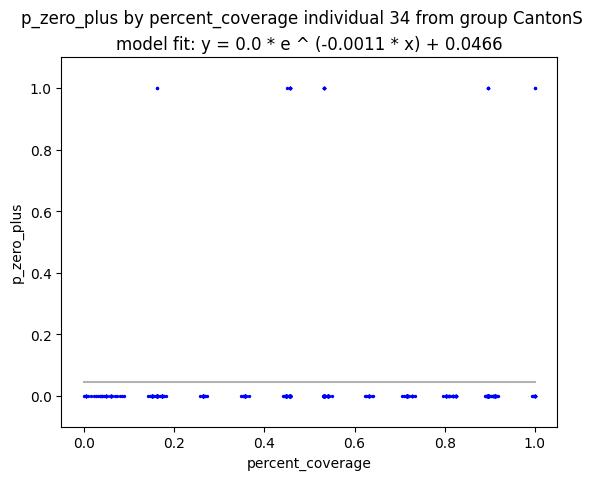 p_zero_plus by percent_coverage individual 34 from group CantonS
model fit: y = 0.0 * e ^ (-0.0011 * x) + 0.0466
1.0
0.8
0.6
0.4
0.2
0.0
p_zero_plus
0.0 0.2 0.4 0.6 0.8 1.0
percent_coverage